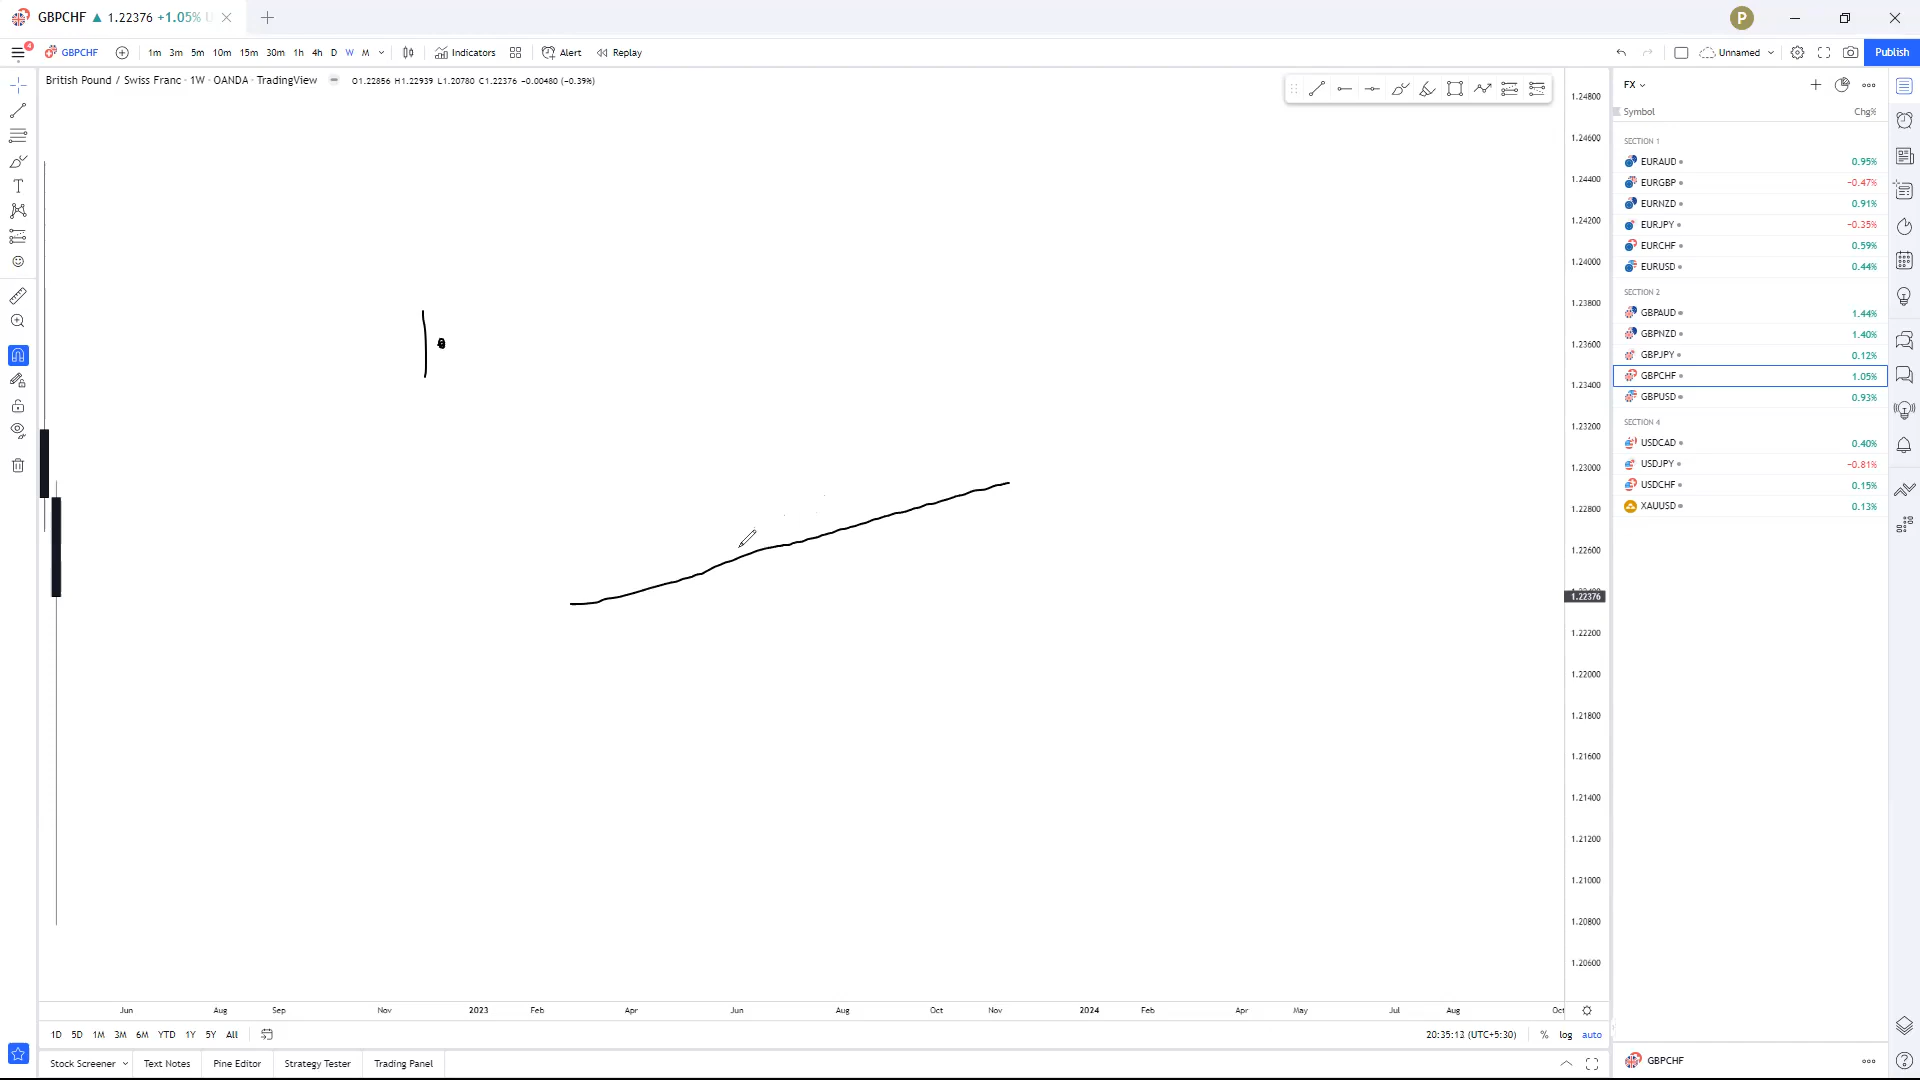 GBPCHF ▲ 1.22376 +1.05% U
P
4 GBPCHF 1m 3m 5m 10m 15m 30m 1h 4h D W M Indicators Alert Replay Unnamed Publish
British Pound / Swiss Franc · 1W · OANDA · TradingView O1.22856 H1.22939 L1.20780 C1.22376 −0.00480 (−0.39%)
1.24800
1.24600
1.24400
1.24200
1.24000
1.23800
1.23600
1.23400
1.23200
1.23000
1.22800
1.22600
1.22376
1.22200
1.22000
1.21800
1.21600
1.21400
1.21200
1.21000
1.20800
1.20600
FX
Symbol Chg%
SECTION 1
EURAUD 0.95%
EURGBP −0.47%
EURNZD 0.91%
EURJPY −0.35%
EURCHF 0.59%
EURUSD 0.44%
SECTION 2
GBPAUD 1.44%
GBPNZD 1.40%
GBPJPY 0.12%
GBPCHF 1.05%
GBPUSD 0.93%
SECTION 4
USDCAD 0.40%
USDJPY −0.81%
USDCHF 0.15%
XAUUSD 0.13%
Jun Aug Sep Nov 2023 Feb Apr Jun Aug Oct Nov 2024 Feb Apr May Jul Aug Oct
1D 5D 1M 3M 6M YTD 1Y 5Y All 20:35:13 (UTC+5:30) % log auto
Stock Screener Text Notes Pine Editor Strategy Tester Trading Panel
GBPCHF